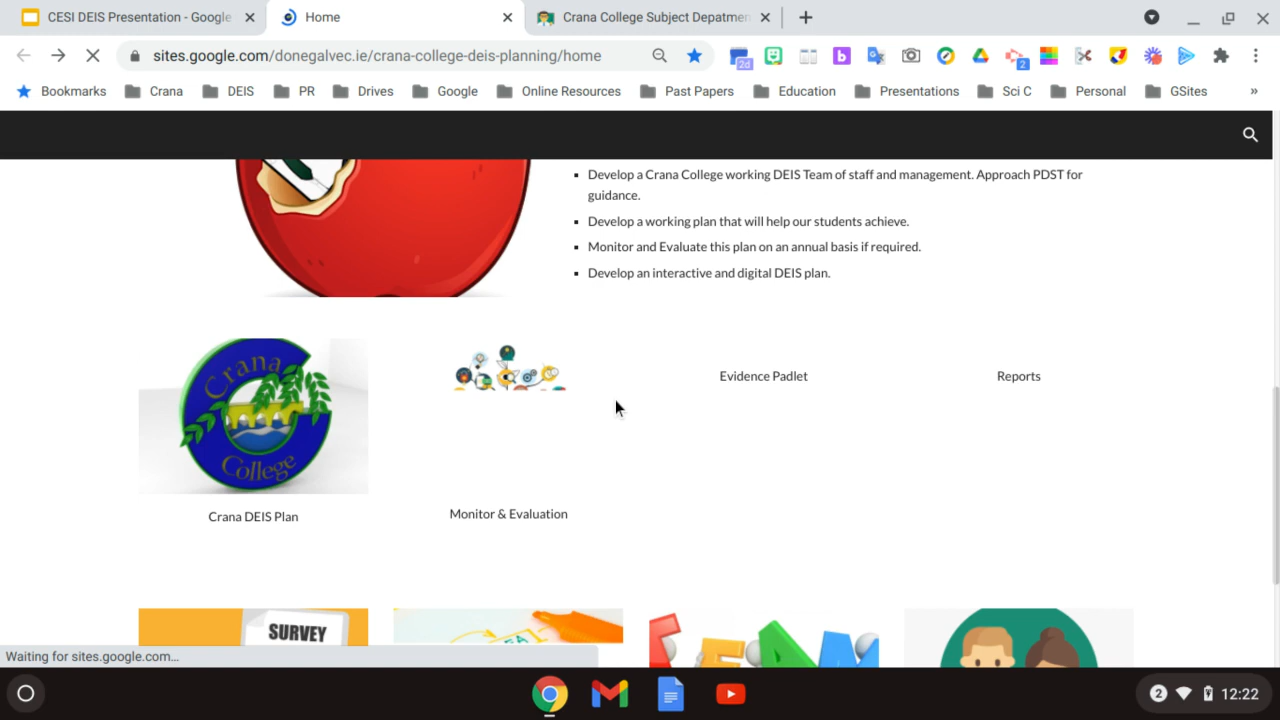 CESI DEIS Presentation - Google
Home
Crana College Subject Depatmen
sites.google.com/donegalvec.ie/crana-college-deis-planning/home
2d
b
2
Bookmarks Crana DEIS PR Drives Google Online Resources Past Papers Education Presentations Sci C Personal GSites »
Develop a Crana College working DEIS Team of staff and management. Approach PDST for
guidance.
Develop a working plan that will help our students achieve.
Monitor and Evaluate this plan on an annual basis if required.
Develop an interactive and digital DEIS plan.
Crana
College
Evidence Padlet
Reports
Crana DEIS Plan
Monitor & Evaluation
SURVEY
TEAM
Waiting for sites.google.com...
2 12:22